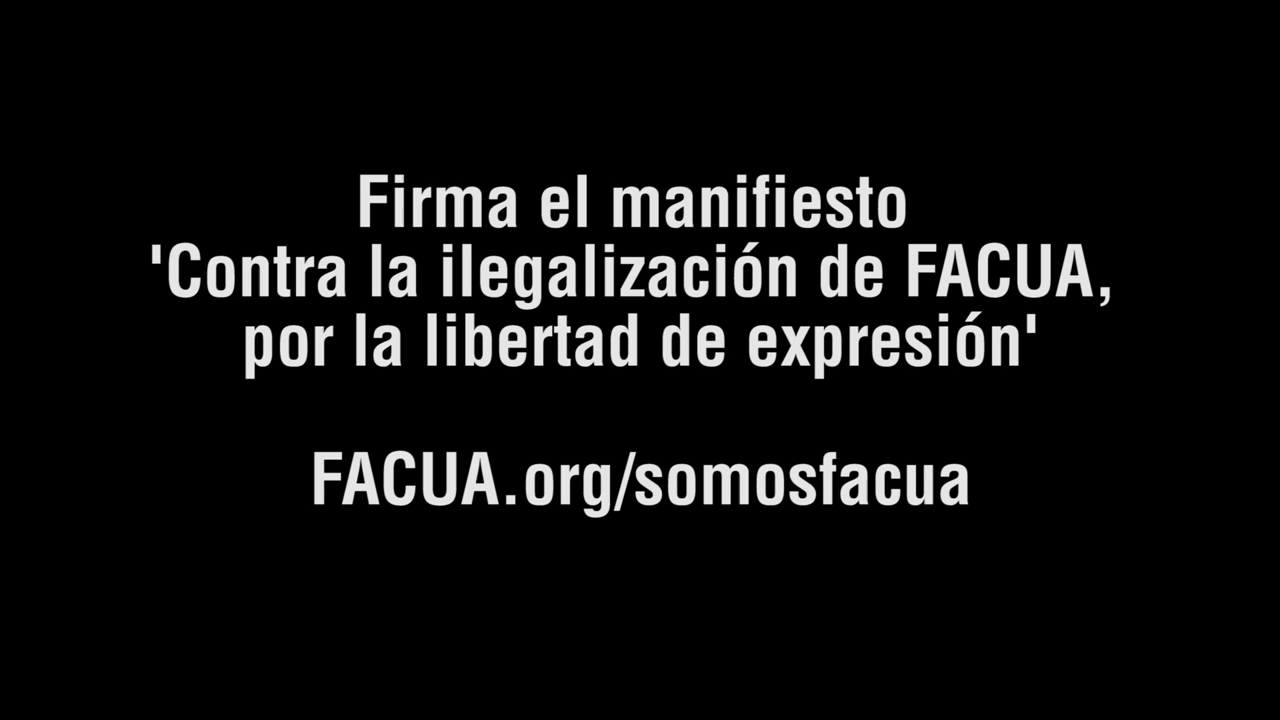 Firma el manifiesto
'Contra la ilegalización de FACUA,
por la libertad de expresión'
FACUA.org/somosfacua